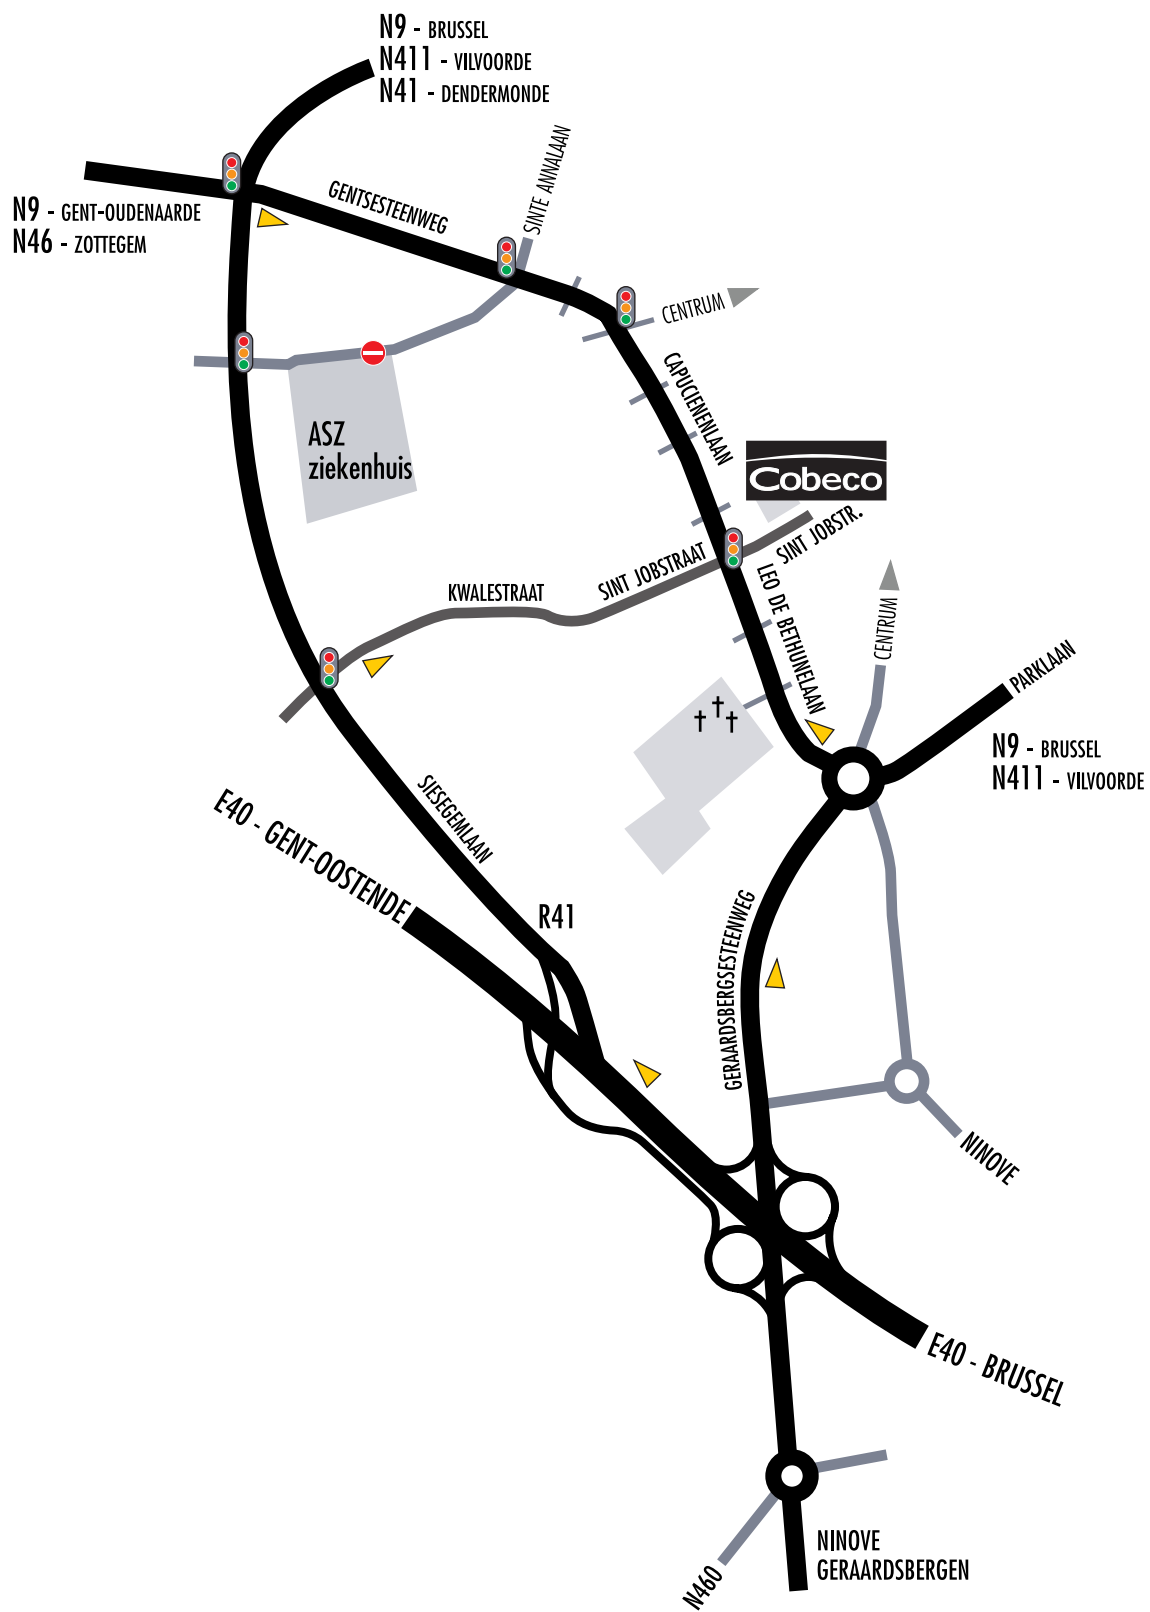 N9 - BRUSSEL
N411 - VILVOORDE
N41 - DENDERMONDE
SINTE ANNALAAN
GENTSESTEENWEG
N9 - GENT-OUDENAARDE
N46 - ZOTTEGEM
CENTRUM
CAPUCIENENLAAN
ASZ
ziekenhuis
Cobeco
SINT JOBSTR.
SINT JOBSTRAAT
KWALESTRAAT
LEO DE BETHUNELAAN
CENTRUM
PARKLAAN
N9 - BRUSSEL
N411 - VILVOORDE
SIESEGEMLAAN
E40 - GENT-OOSTENDE
R41
GERAARDSBERGSESTEENWEG
NINOVE
E40 - BRUSSEL
NINOVE
GERAARDSBERGEN
N460